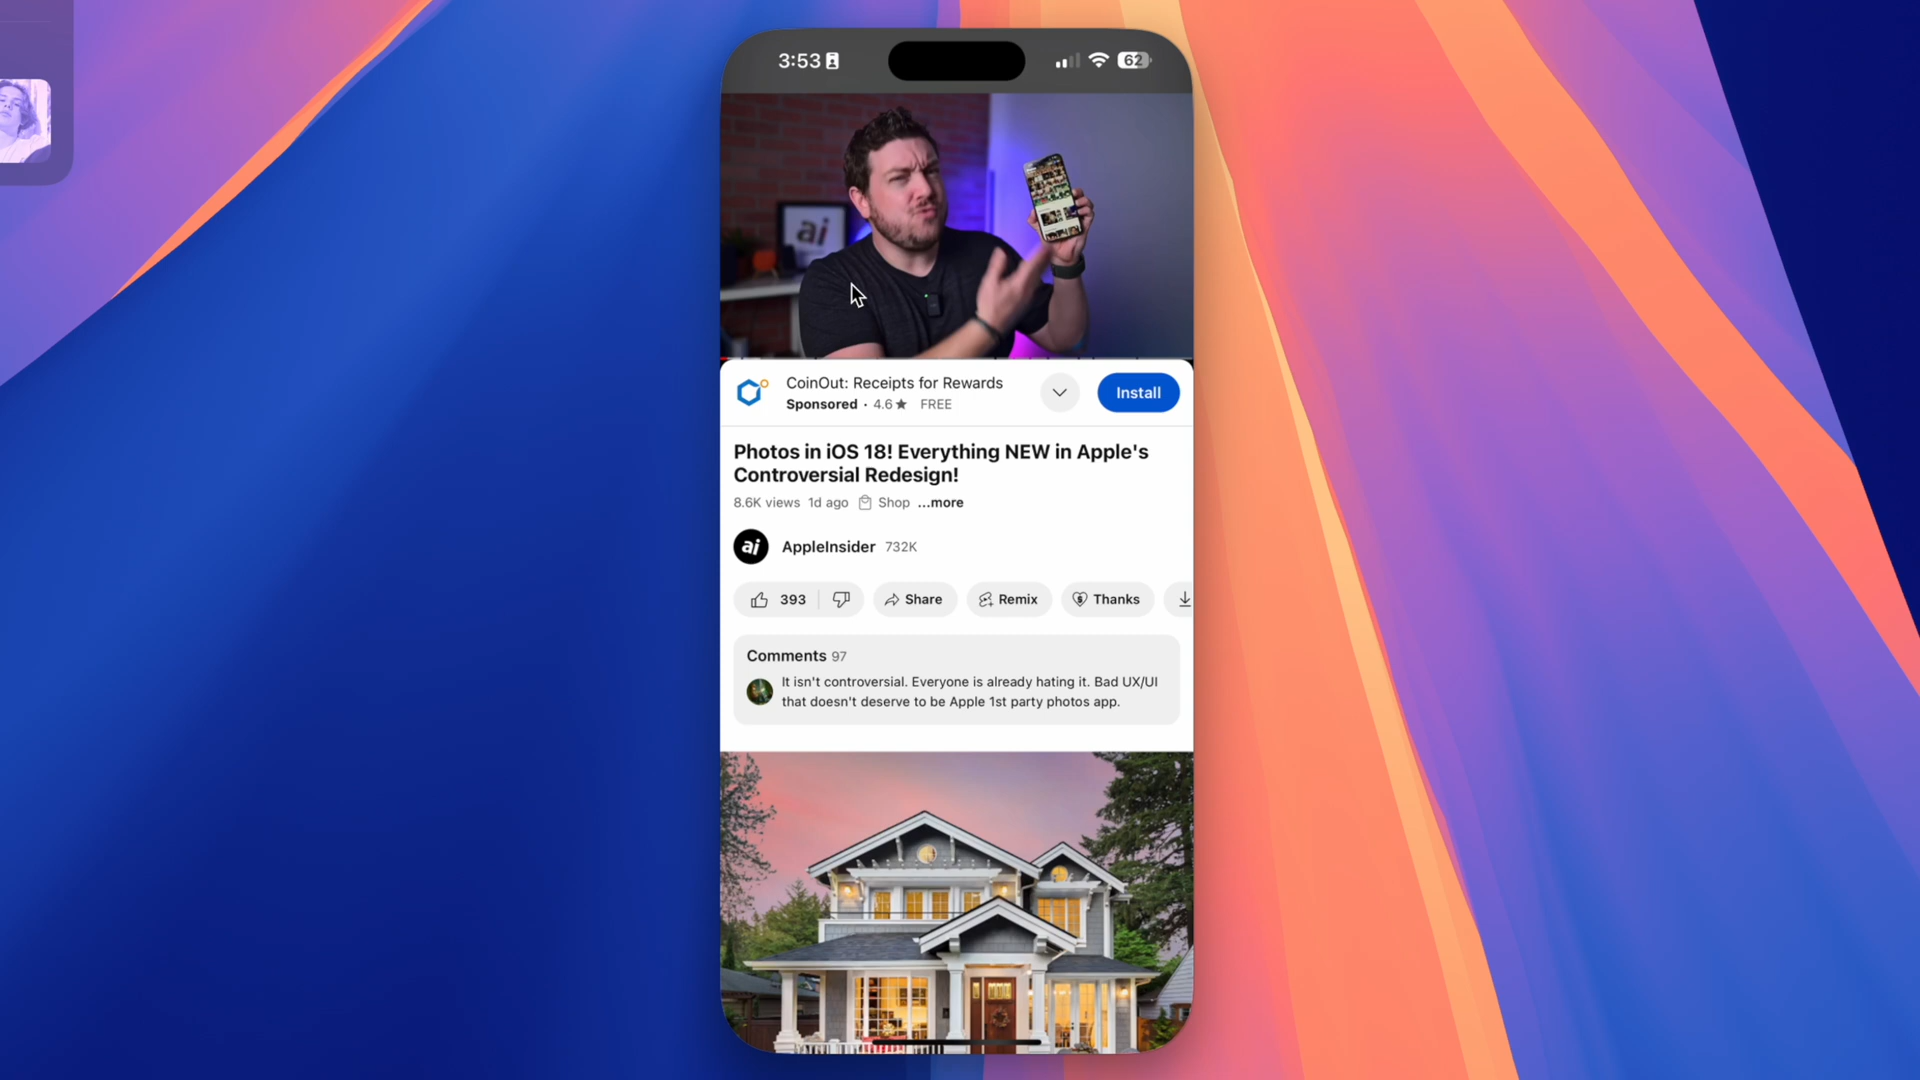 3:53 62
ai
CoinOut: Receipts for Rewards
Sponsored · 4.6★ FREE
Install
Photos in iOS 18! Everything NEW in Apple's
Controversial Redesign!
8.6K views 1d ago Shop ...more
ai AppleInsider 732K
393 Share Remix Thanks
Comments 97
It isn't controversial. Everyone is already hating it. Bad UX/UI
that doesn't deserve to be Apple 1st party photos app.